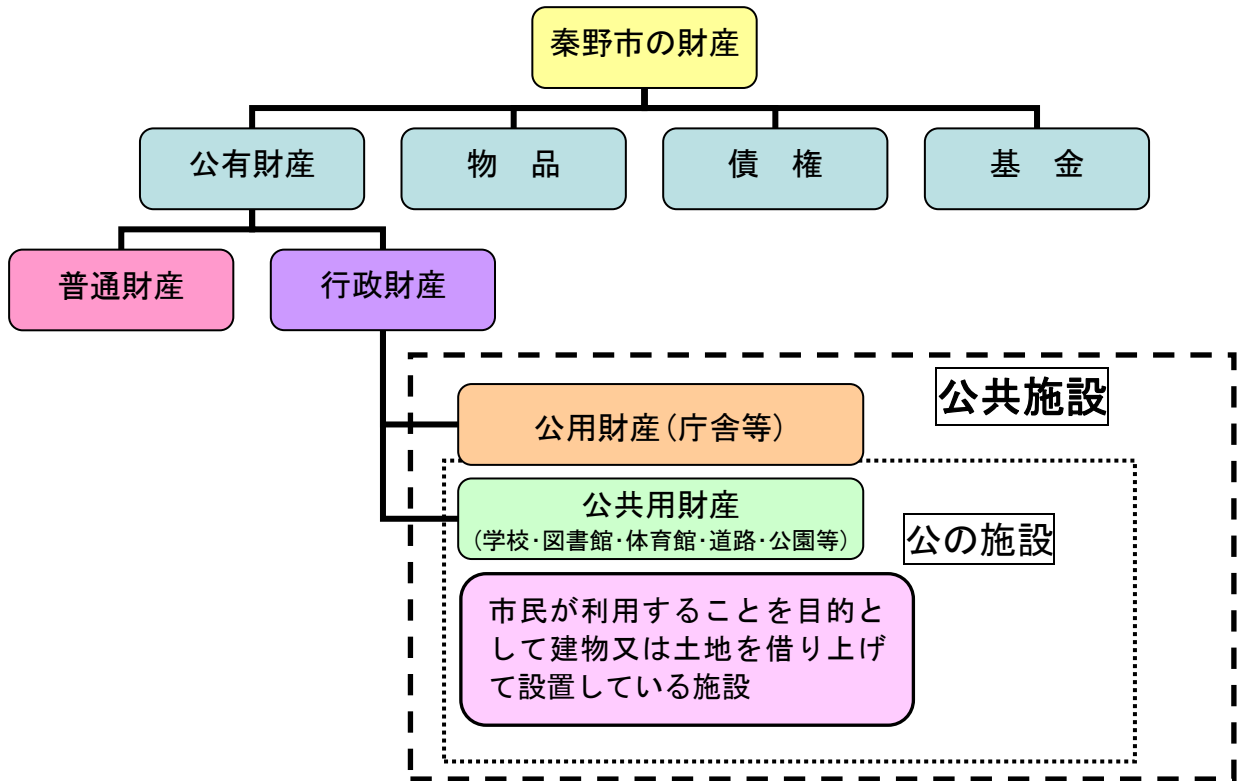 秦野市の財産
公有財産
物　品
債　権
基　金
普通財産
行政財産
公共施設
公用財産（庁舎等）
公共用財産
（学校・図書館・体育館・道路・公園等）
公の施設
市民が利用することを目的と
して建物又は土地を借り上げ
て設置している施設